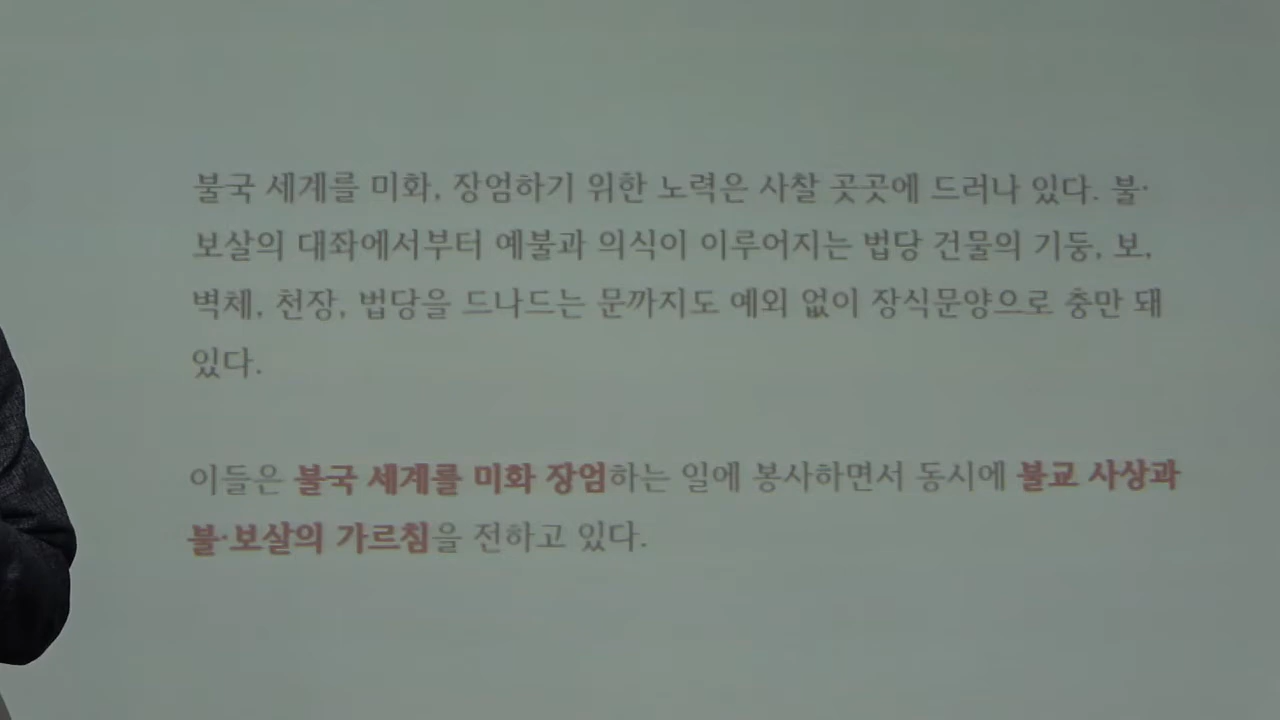 불국 세계를 미화, 장엄하기 위한 노력은 사찰 곳곳에 드러나 있다. 불·
보살의 대좌에서부터 예불과 의식이 이루어지는 법당 건물의 기둥, 보,
벽체, 천장, 법당을 드나드는 문까지도 예외 없이 장식문양으로 충만 돼
있다.
이들은 불국 세계를 미화 장엄하는 일에 봉사하면서 동시에 불교 사상과
불·보살의 가르침을 전하고 있다.